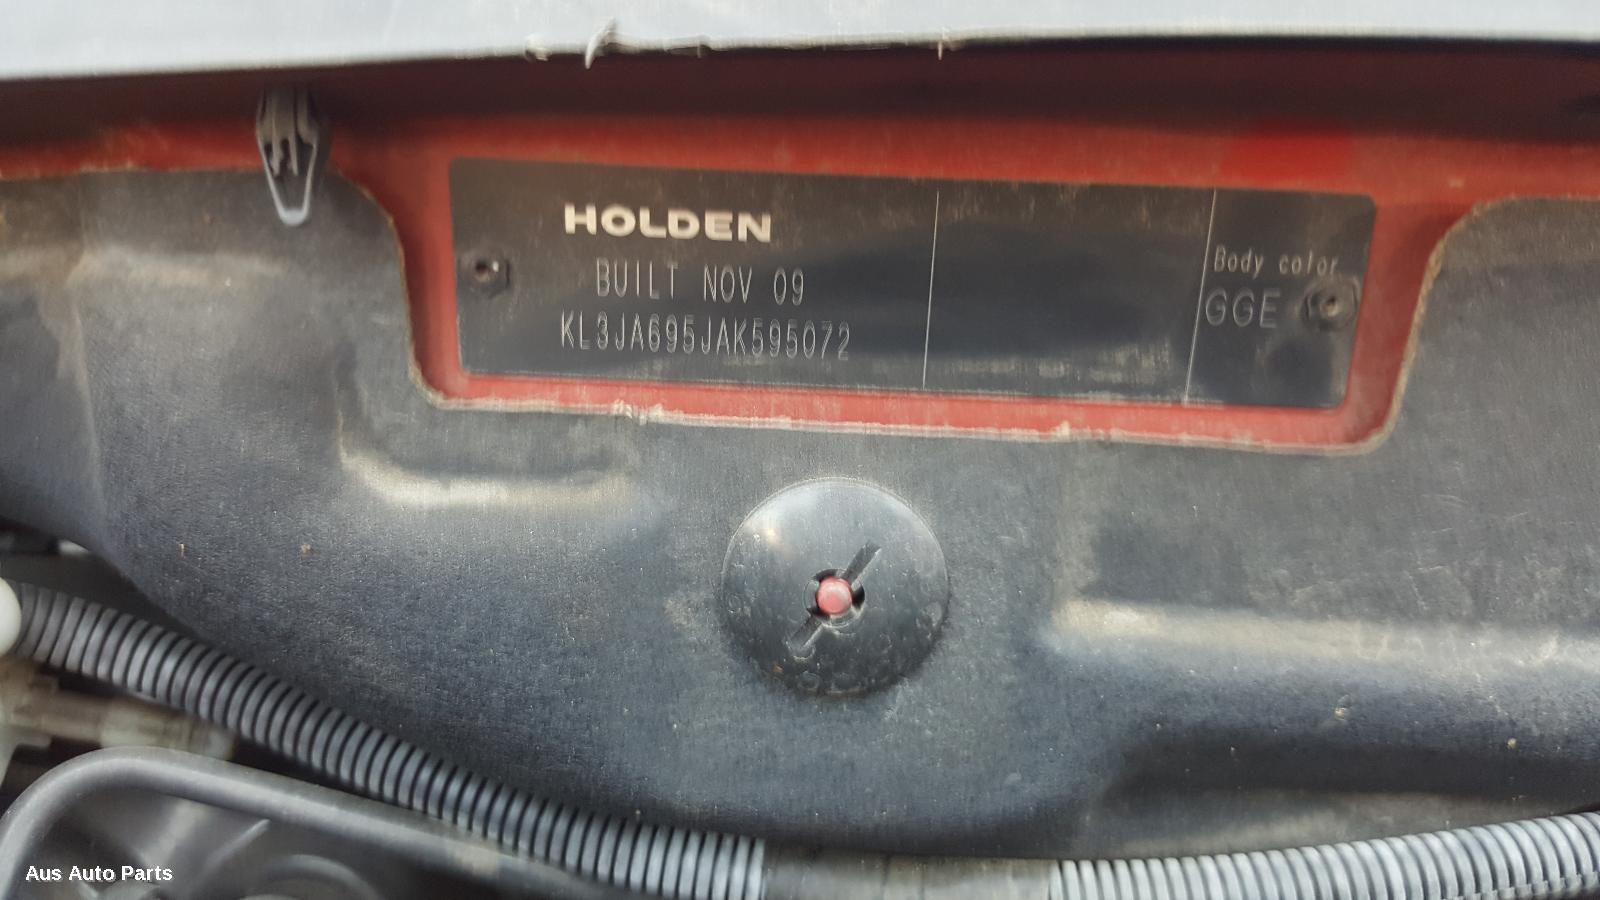 HOLDEN
BUILT NOV 09
KL3JA695JAK595072
Body color
GGE
Aus Auto Parts